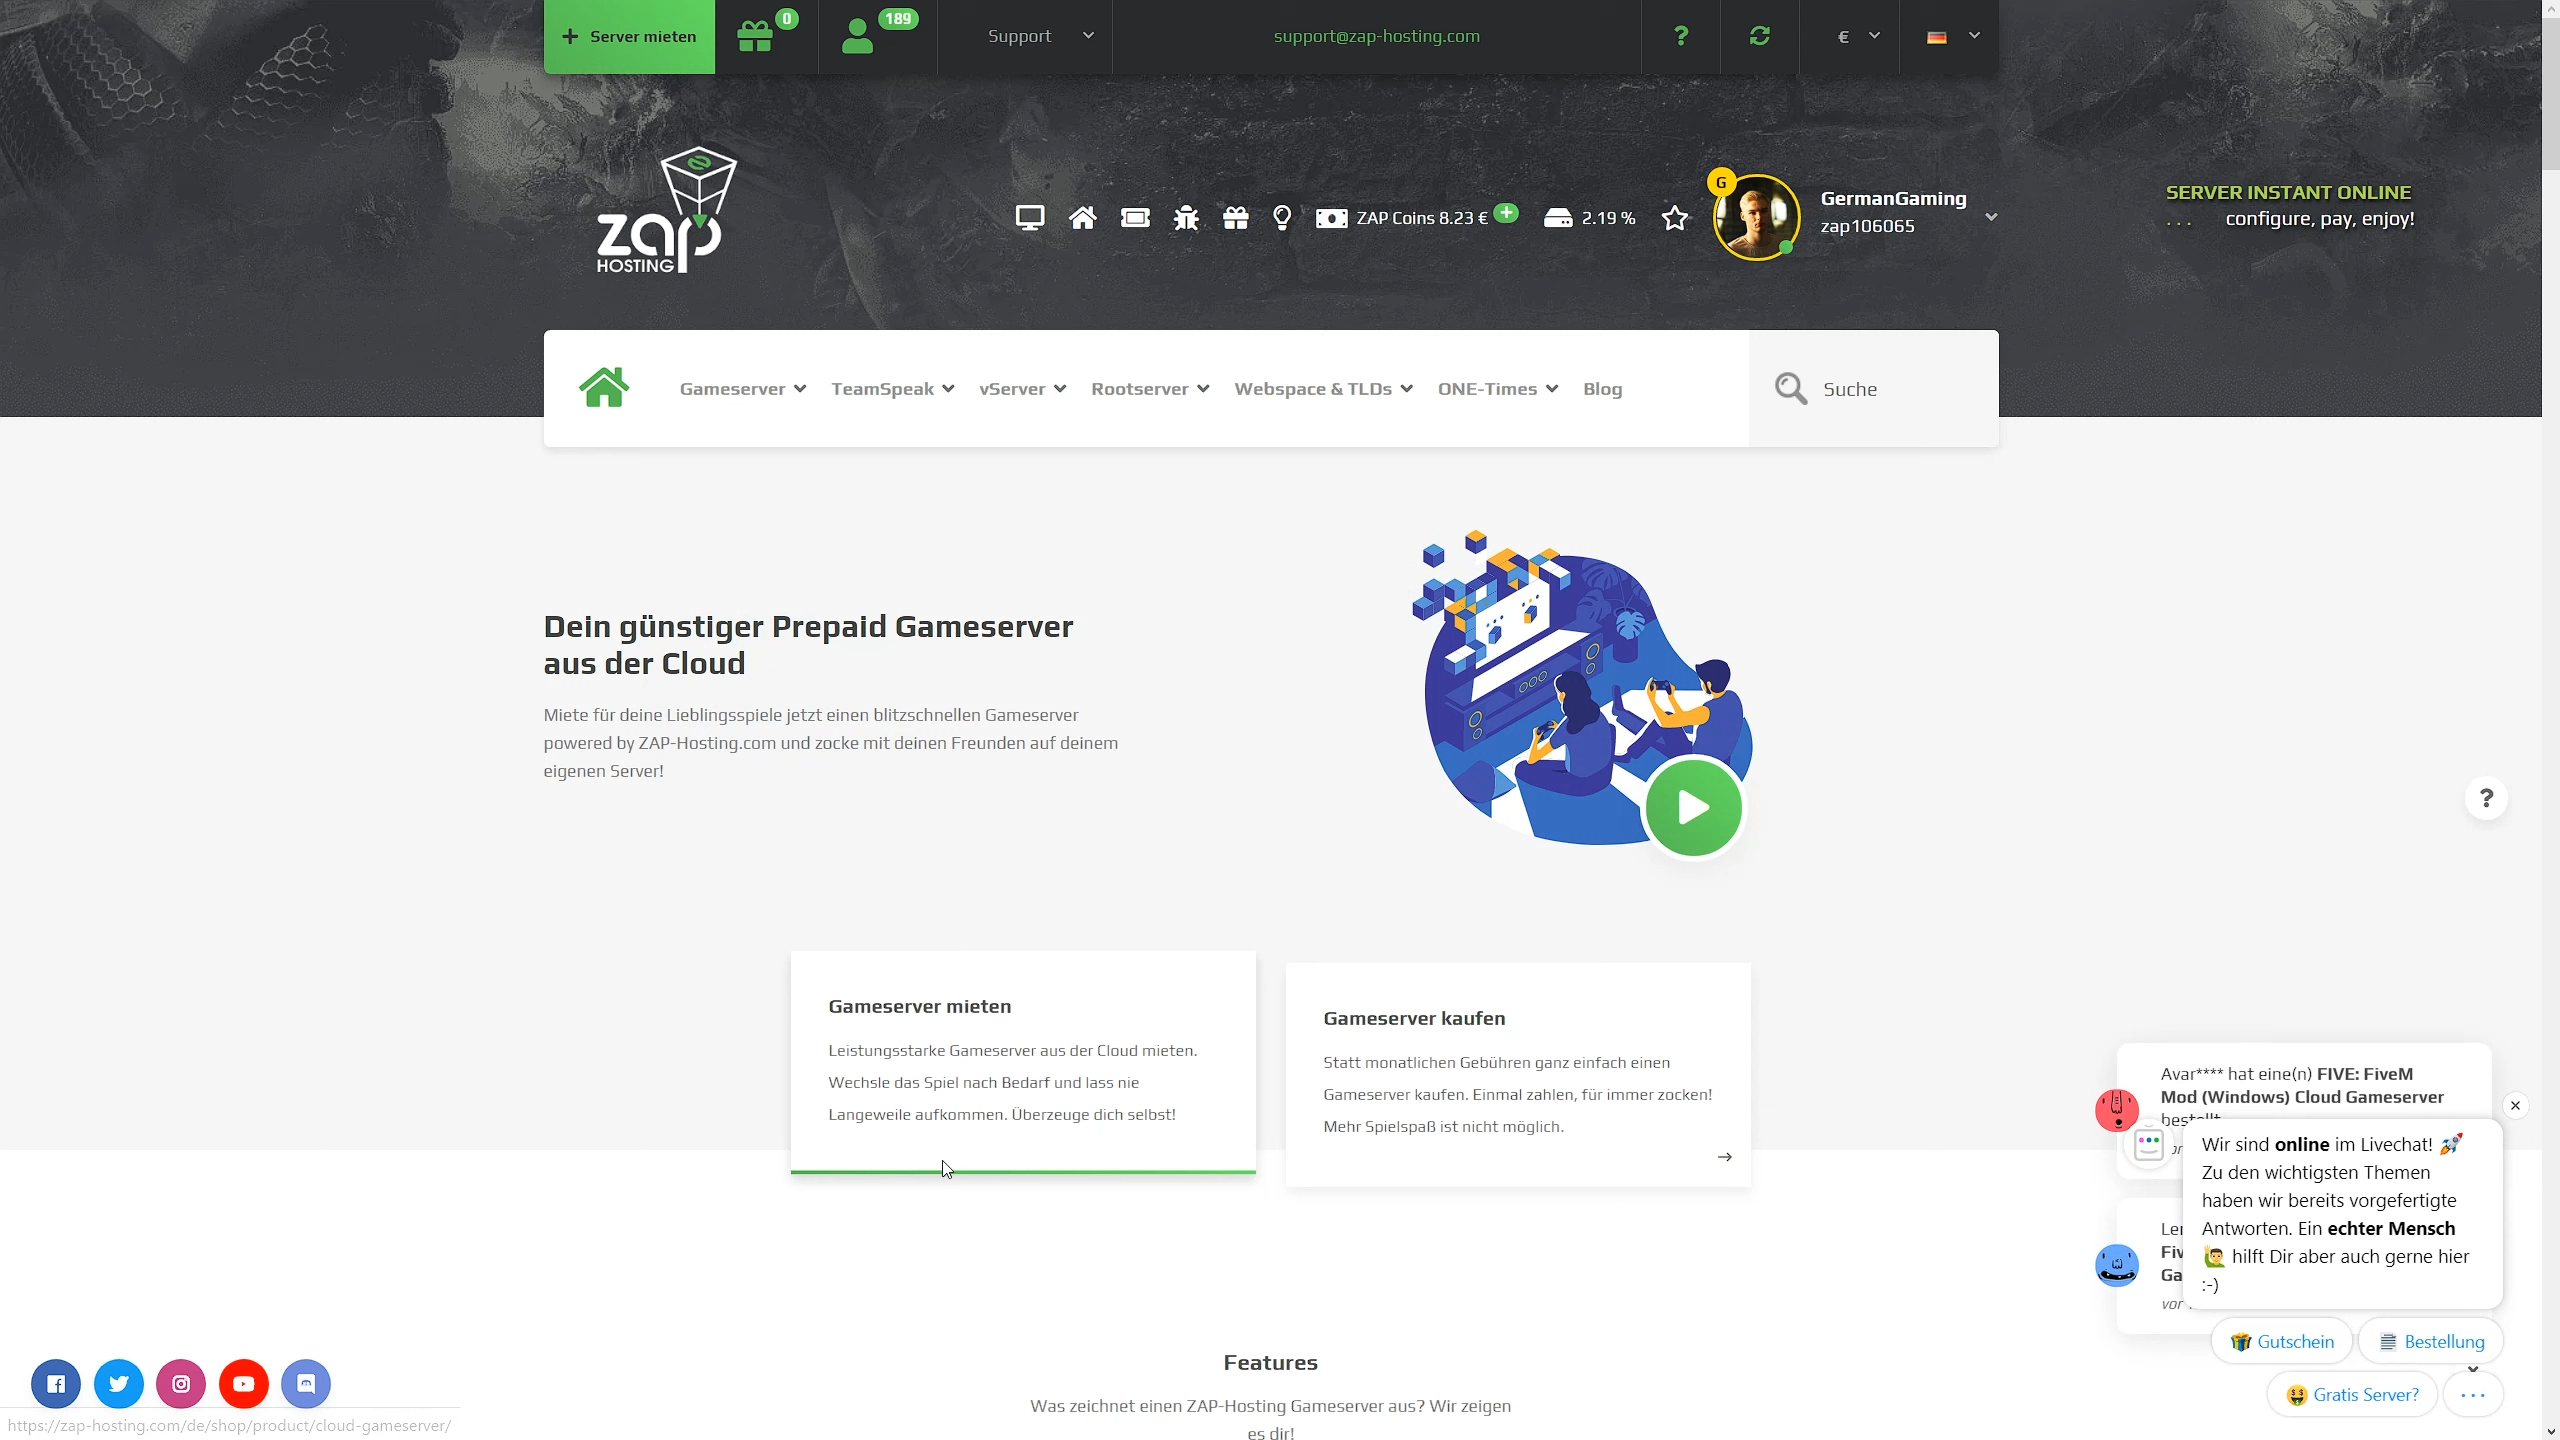 Server mieten
0
189
Support
support@zap-hosting.com
?
€
zap
HOSTING
ZAP Coins 8.23 €
2.19 %
G
GermanGaming
zap106065
SERVER INSTANT ONLINE
. . . configure, pay, enjoy!
Gameserver
TeamSpeak
vServer
Rootserver
Webspace & TLDs
ONE-Times
Blog
Suche
Dein günstiger Prepaid Gameserver
aus der Cloud
Miete für deine Lieblingsspiele jetzt einen blitzschnellen Gameserver
powered by ZAP-Hosting.com und zocke mit deinen Freunden auf deinem
eigenen Server!
?
Gameserver mieten
Leistungsstarke Gameserver aus der Cloud mieten.
Wechsle das Spiel nach Bedarf und lass nie
Langeweile aufkommen. Überzeuge dich selbst!
Gameserver kaufen
Statt monatlichen Gebühren ganz einfach einen
Gameserver kaufen. Einmal zahlen, für immer zocken!
Mehr Spielspaß ist nicht möglich.
→
Avar**** hat eine(n) FIVE: FiveM
Mod (Windows) Cloud Gameserver
bestellt
Wir sind online im Livechat! 🚀
Zu den wichtigsten Themen
haben wir bereits vorgefertigte
Antworten. Ein echter Mensch
🙋‍♂️ hilft Dir aber auch gerne hier
:-)
vor
Gutschein
Bestellung
Gratis Server?
...
Features
Was zeichnet einen ZAP-Hosting Gameserver aus? Wir zeigen
es dir!
https://zap-hosting.com/de/shop/product/cloud-gameserver/